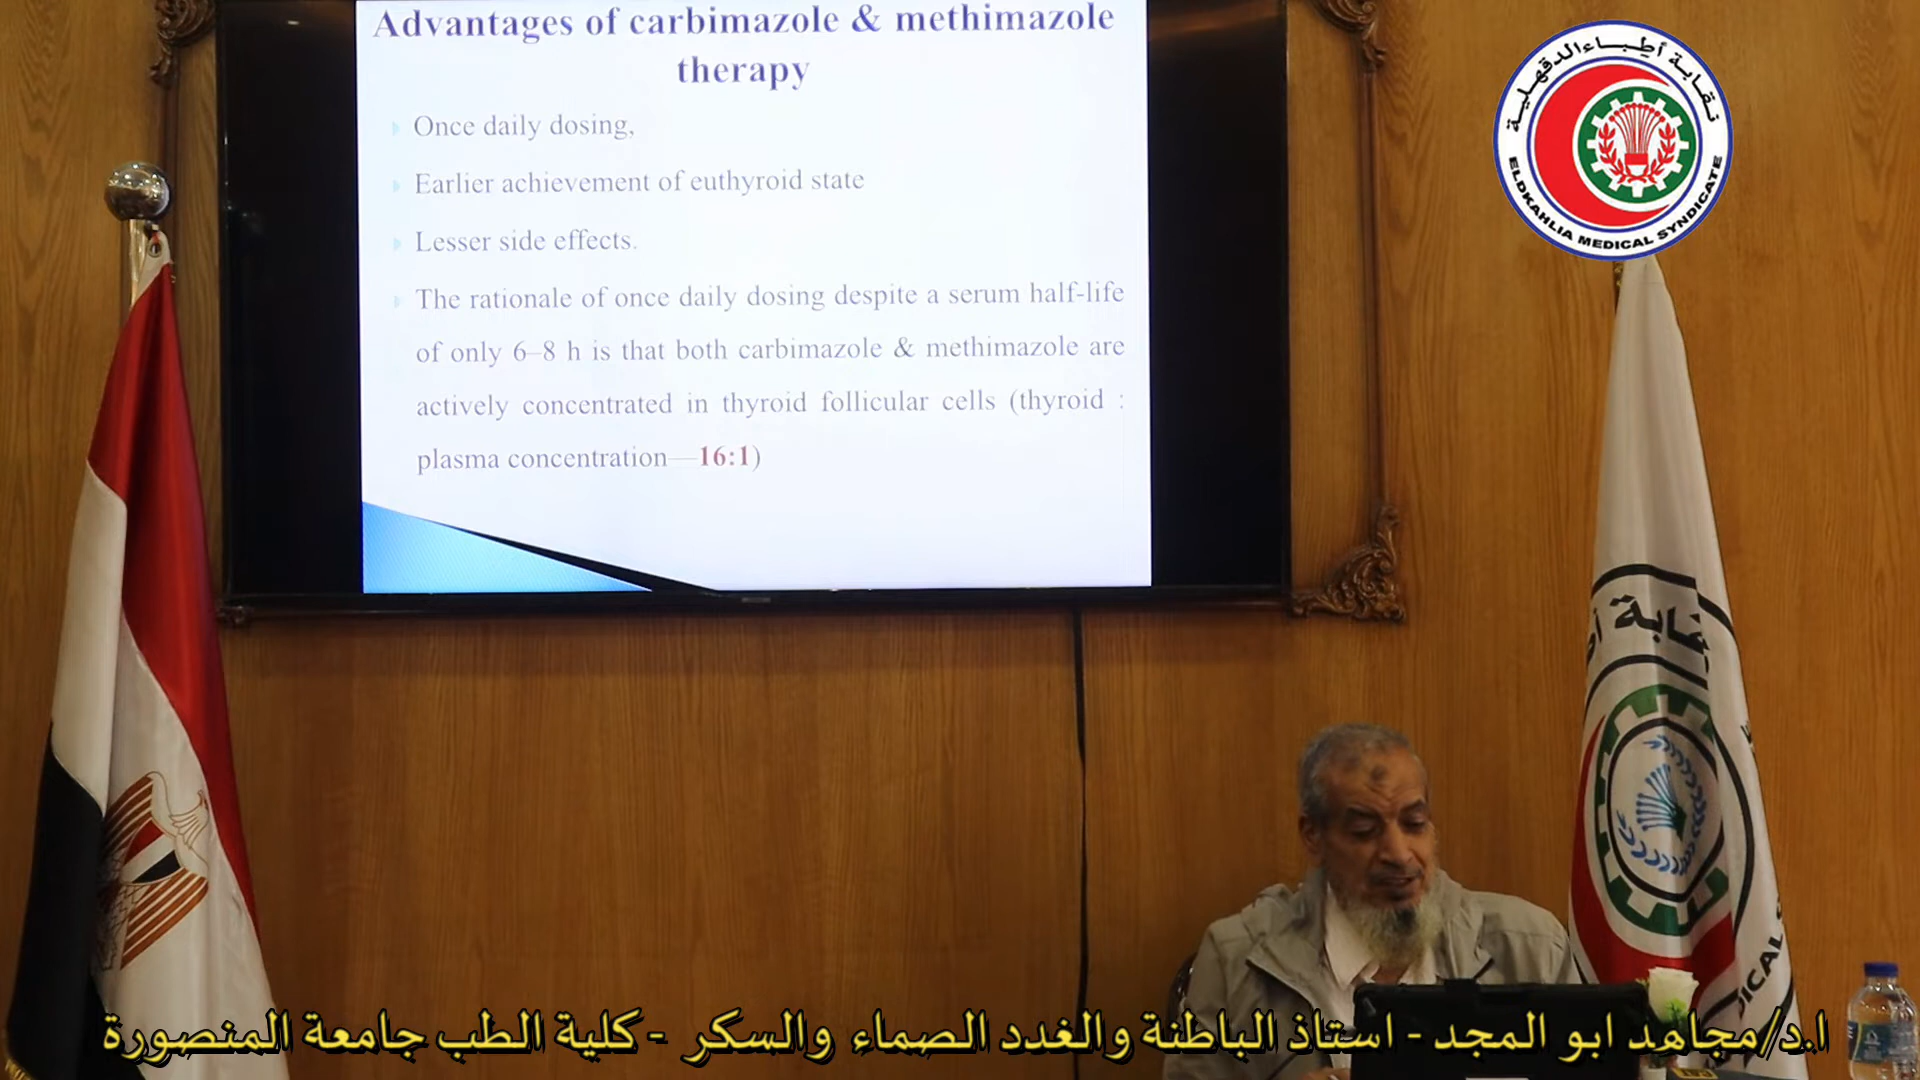 Advantages of carbimazole & methimazole
therapy
Once daily dosing,
Earlier achievement of euthyroid state
Lesser side effects.
The rationale of once daily dosing despite a serum half-life
of only 6–8 h is that both carbimazole & methimazole are
actively concentrated in thyroid follicular cells (thyroid :
plasma concentration—16:1)
نقابة أطباء الدقهلية
ELDKAHLIA MEDICAL SYNDICATE
نقابة أط
ICAL S
ا.د/مجاهد ابو المجد - استاذ الباطنة والغدد الصماء والسكر - كلية الطب جامعة المنصورة